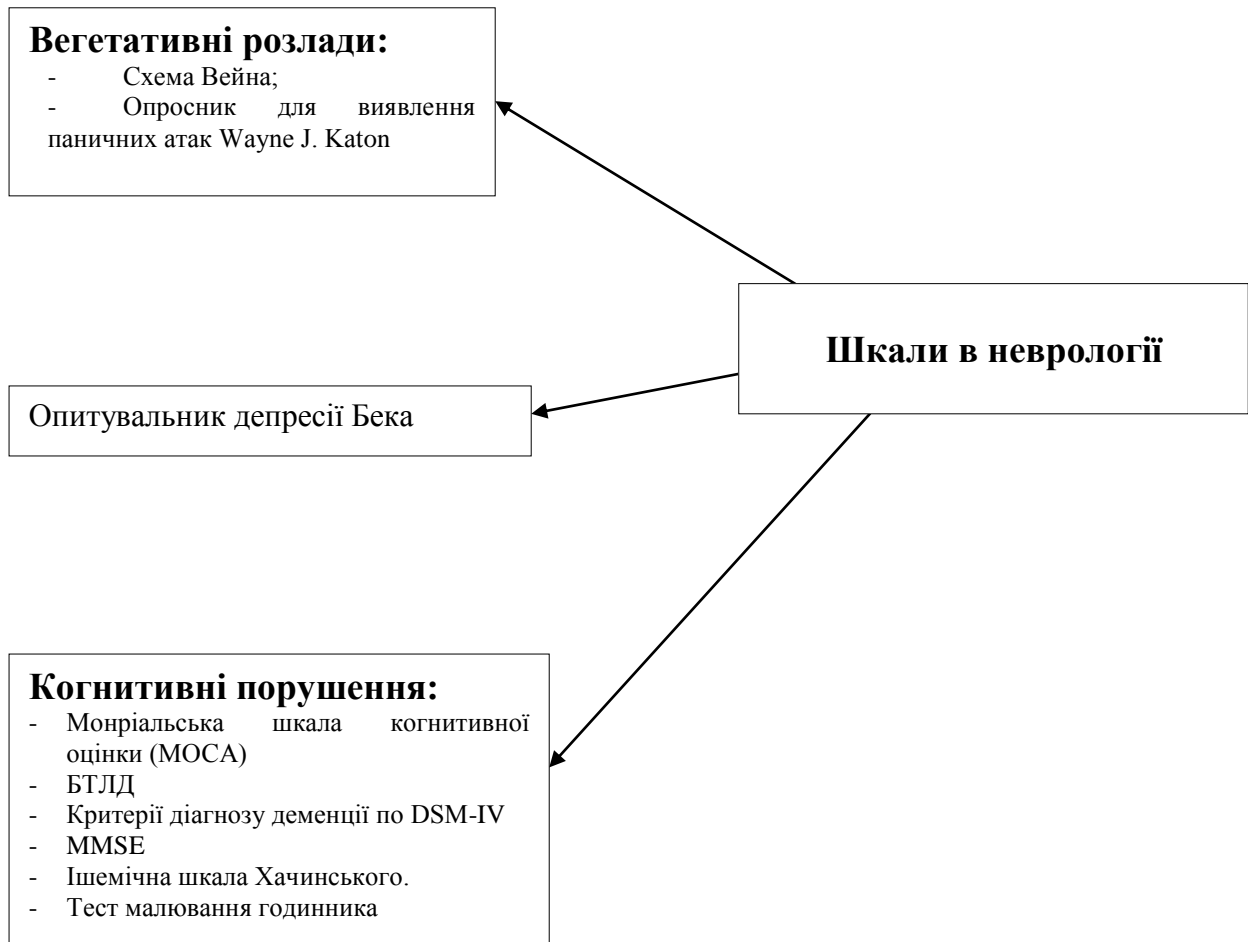 Вегетативні розлади:
- Схема Вейна;
- Опросник для виявлення
паничних атак Wayne J. Katon
Шкали в неврології
Опитувальник депресії Бека
Когнитивні порушення:
- Монріальська шкала когнитивної
оцінки (МОСА)
- БТЛД
- Критерії діагнозу деменції по DSM-IV
- MMSE
- Ішемічна шкала Хачинського.
- Тест малювання годинника